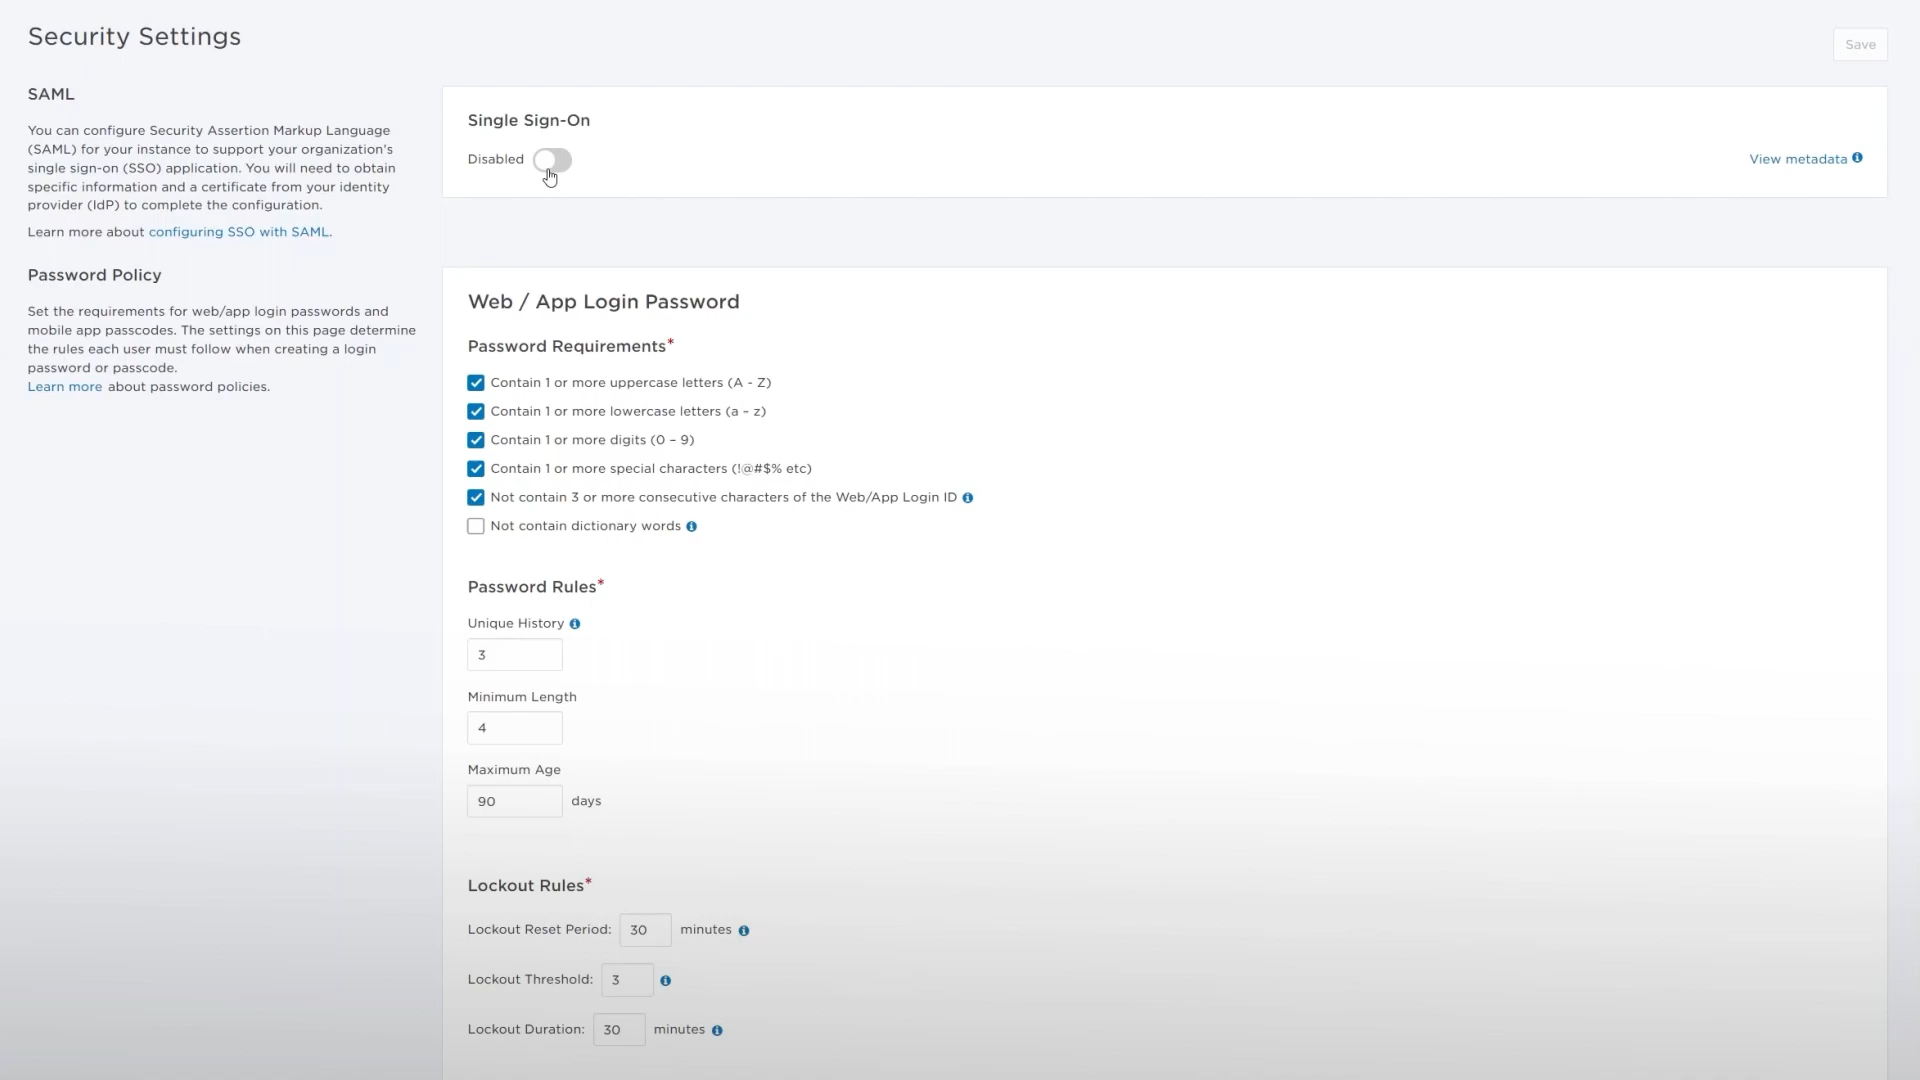 Security Settings
Save
SAML
You can configure Security Assertion Markup Language
(SAML) for your instance to support your organization's
single sign-on (SSO) application. You will need to obtain
specific information and a certificate from your identity
provider (IdP) to complete the configuration.
Learn more about configuring SSO with SAML.
Password Policy
Set the requirements for web/app login passwords and
mobile app passcodes. The settings on this page determine
the rules each user must follow when creating a login
password or passcode.
Learn more about password policies.
Single Sign-On
Disabled
View metadata
Web / App Login Password
Password Requirements*
Contain 1 or more uppercase letters (A - Z)
Contain 1 or more lowercase letters (a – z)
Contain 1 or more digits (0 – 9)
Contain 1 or more special characters (!@#$% etc)
Not contain 3 or more consecutive characters of the Web/App Login ID
Not contain dictionary words
Password Rules*
Unique History
3
Minimum Length
4
Maximum Age
90 days
Lockout Rules*
Lockout Reset Period: 30 minutes
Lockout Threshold: 3
Lockout Duration: 30 minutes